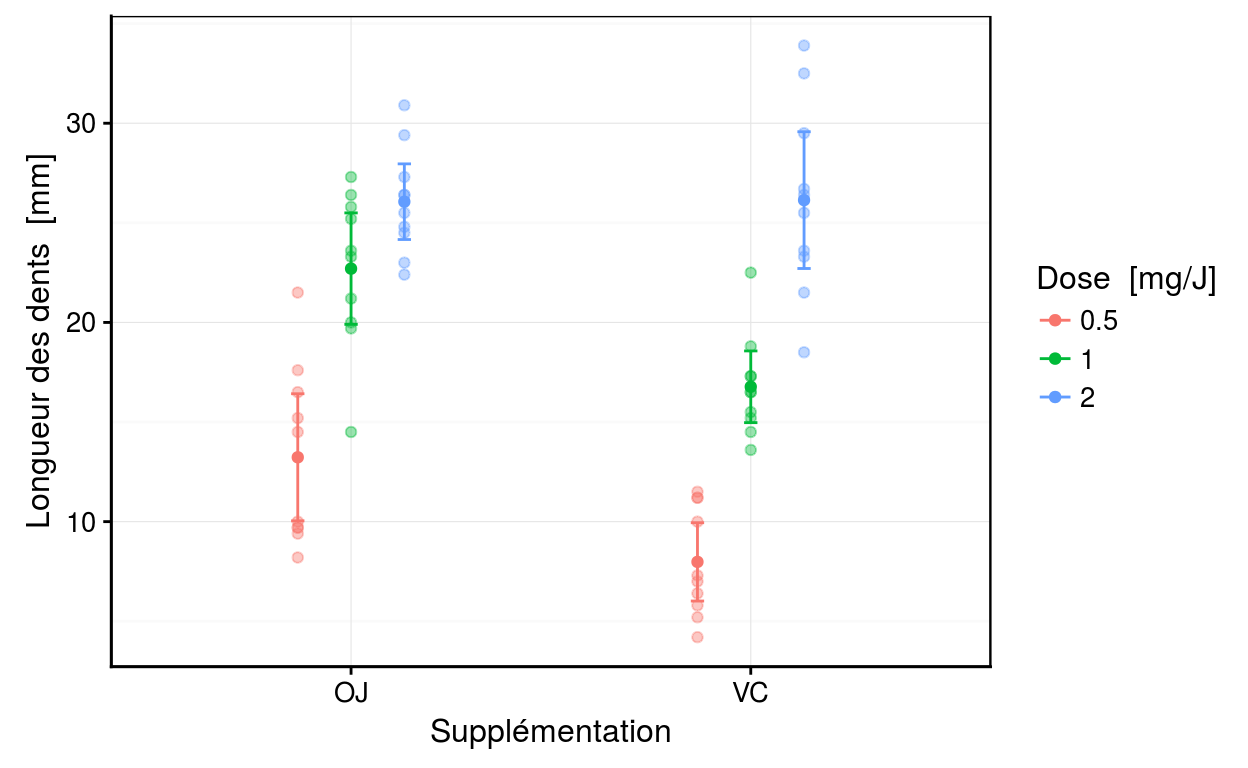 Longueur des dents  [mm]
30
20
10
OJ
VC
Supplémentation
Dose  [mg/J]
0.5
1
2